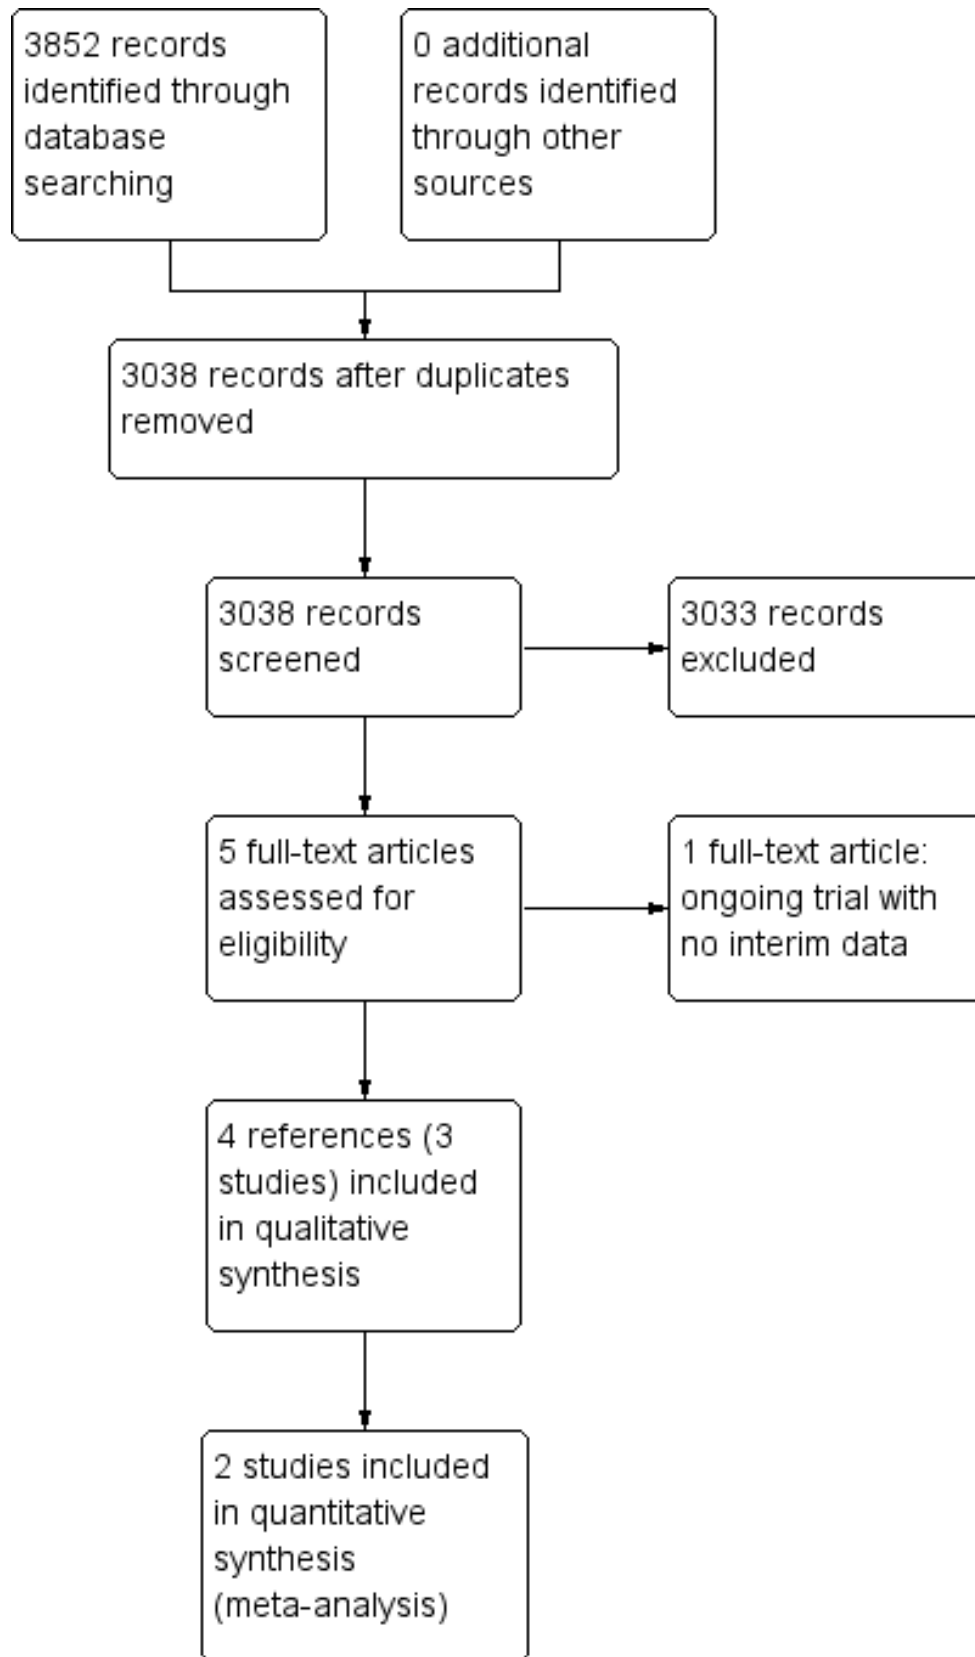 3852 records
identified through
database
searching
0 additional
records identified
through other
sources
3038 records after duplicates
removed
3038 records
screened
3033 records
excluded
5 full-text articles
assessed for
eligibility
1 full-text article:
ongoing trial with
no interim data
4 references (3
studies) included
in qualitative
synthesis
2 studies included
in quantitative
synthesis
(meta-analysis)